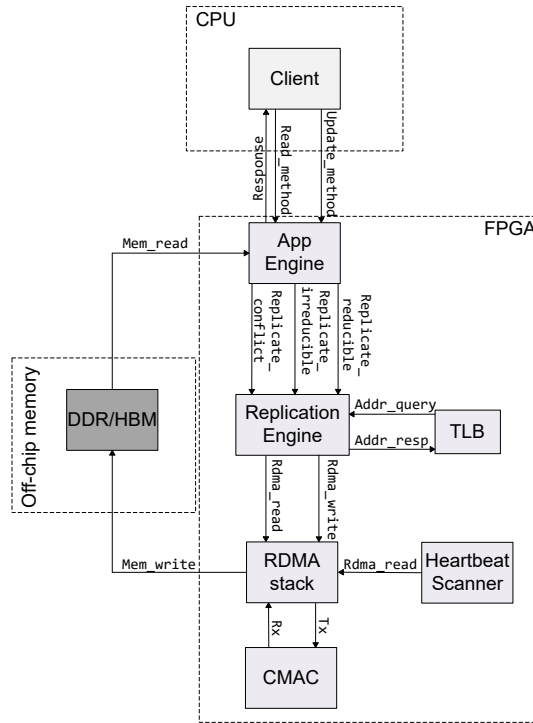 CPU
Client
Response
Read_method
Update_method
FPGA
App
Engine
Mem_read
Replicate_
conflict
Replicate_
irreducible
Replicate_
reducible
Off-chip memory
DDR/HBM
Replication
Engine
Addr_query
Addr_resp
TLB
Rdma_read
Rdma_write
Mem_write
RDMA
stack
Rdma_read
Heartbeat
Scanner
Rx
Tx
CMAC